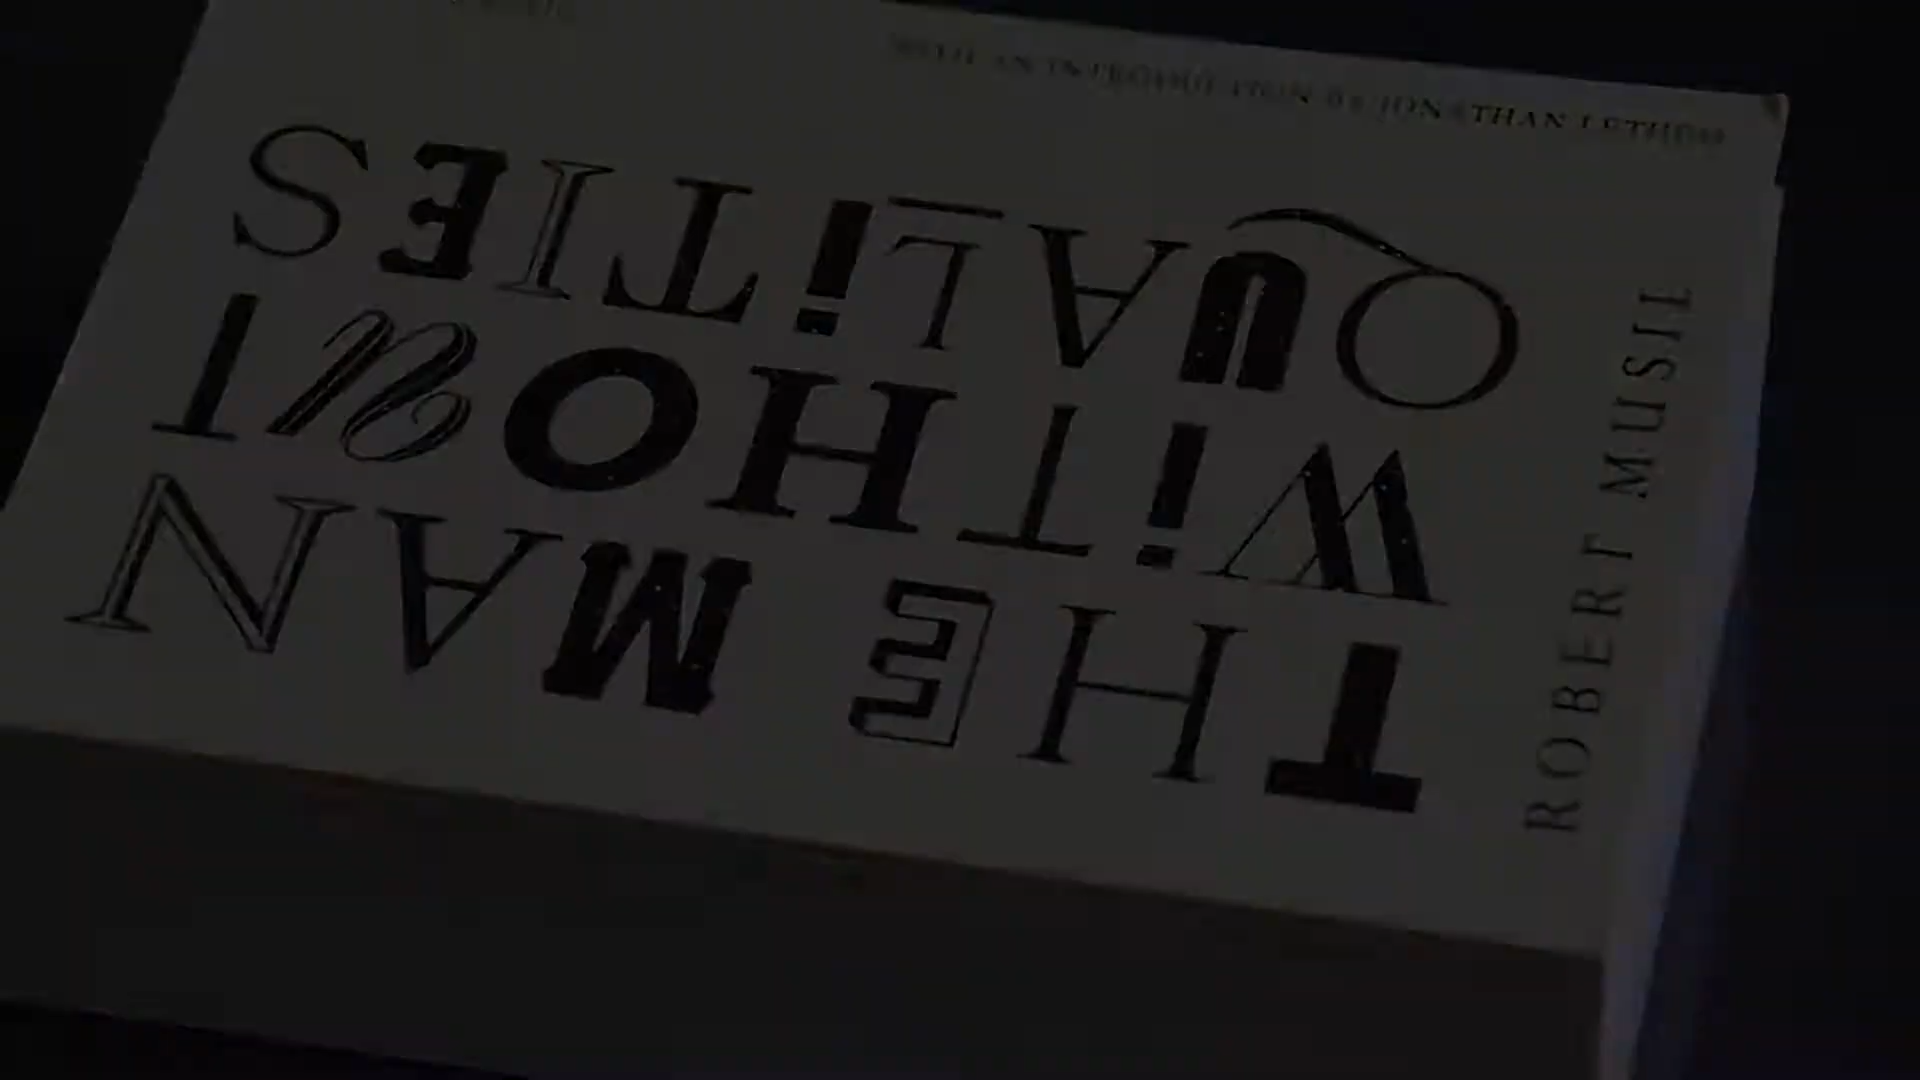 THE MAN
WiTHOUT
QUALiTiES
ROBERT MUSIL
WITH AN INTRODUCTION BY JONATHAN LETHEM